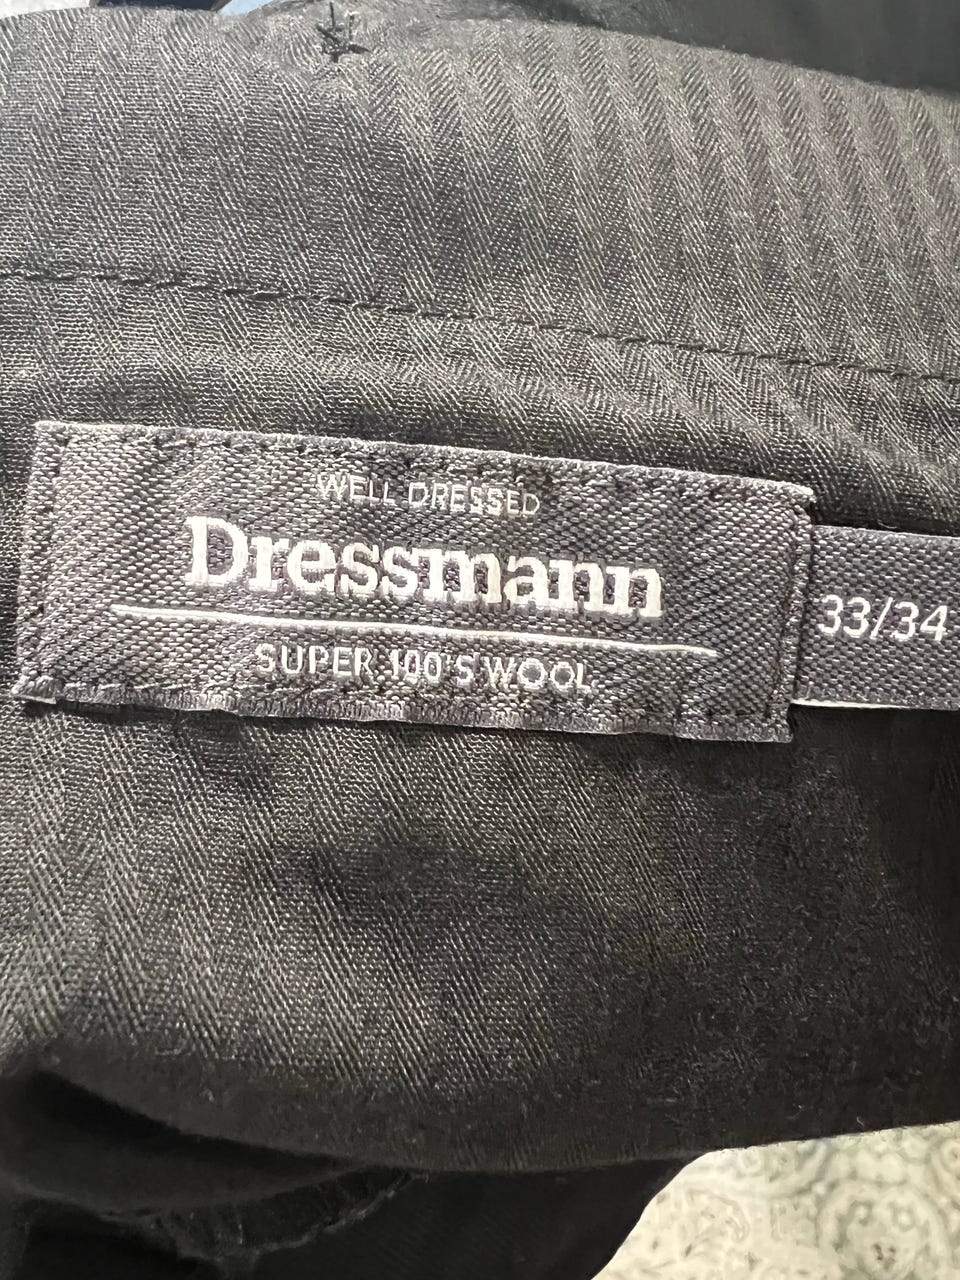 WELL DRESSED
Dressmann
SUPER 100'S WOOL
33/34